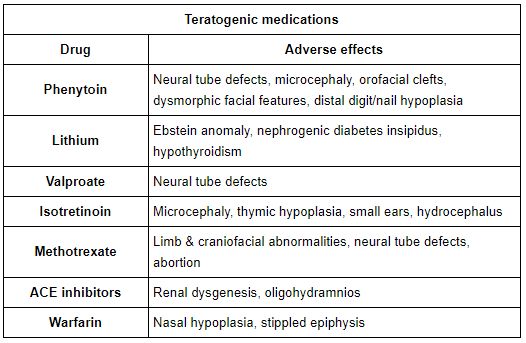 Teratogenic medications
Drug
Adverse effects
Phenytoin
Neural tube defects, microcephaly, orofacial clefts,
dysmorphic facial features, distal digit/nail hypoplasia
Lithium
Ebstein anomaly, nephrogenic diabetes insipidus,
hypothyroidism
Valproate
Neural tube defects
Isotretinoin
Microcephaly, thymic hypoplasia, small ears, hydrocephalus
Methotrexate
Limb & craniofacial abnormalities, neural tube defects,
abortion
ACE inhibitors
Renal dysgenesis, oligohydramnios
Warfarin
Nasal hypoplasia, stippled epiphysis